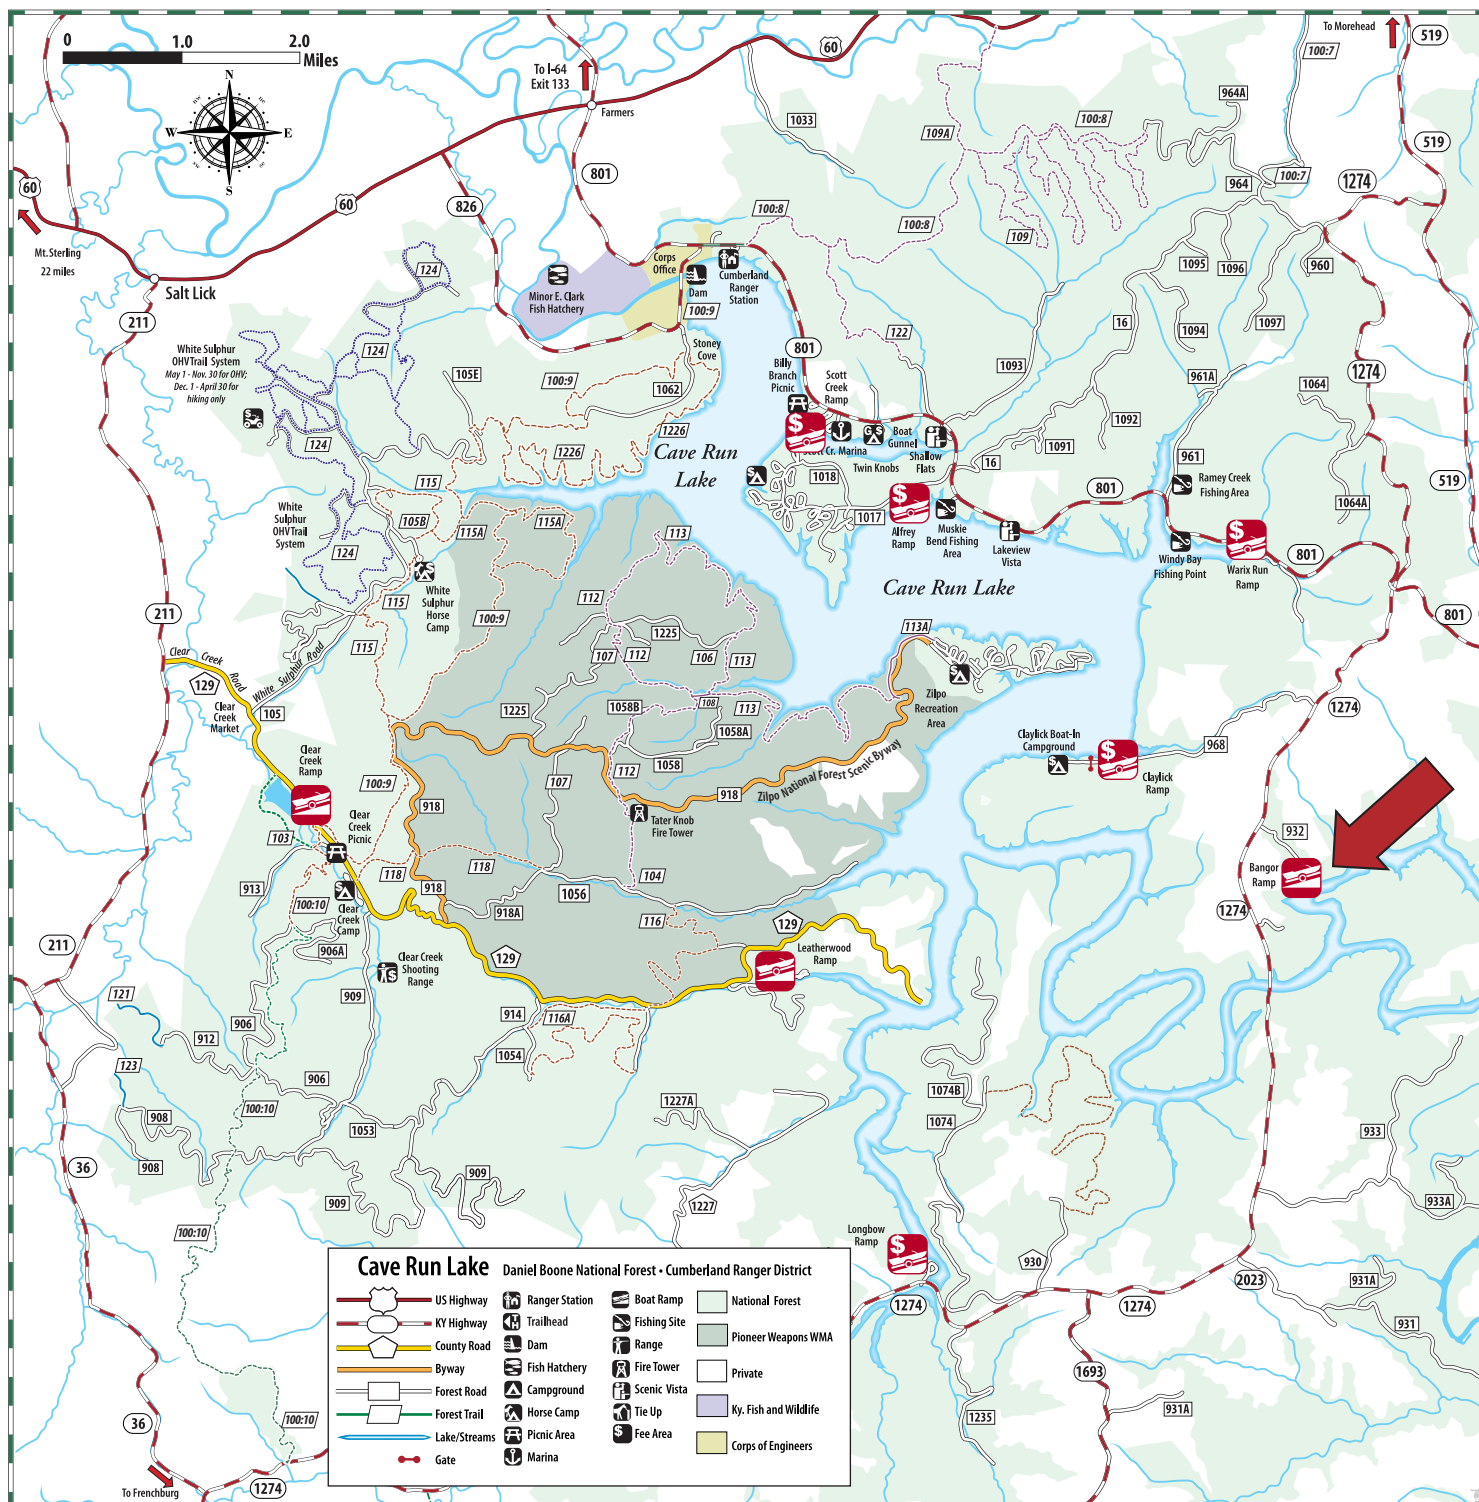 0 1.0 2.0
Miles
N
W E
S
To I-64
Exit 133
Farmers
60
To Morehead
519
100:7
964A
1033
109A
100:8
519
801
60
60
826
964
100:7
1274
Mt. Sterling
22 miles
Salt Lick
211
124
100:8
100:8
109
Corps
Office
Minor E. Clark
Fish Hatchery
Dam
Cumberland
Ranger
Station
100:9
1095
1096
960
White Sulphur
OHV Trail System
May 1 - Nov. 30 for OHV;
Dec. 1 - April 30 for
hiking only
124
105E
100:9
Stoney
Cove
1062
122
801
Billy
Branch
Picnic
Scott
Creek
Ramp
16
1094
1097
1093
961A
1064
1274
124
1226
1226
Cave Run
Lake
Scott Cr. Marina
Boat
Gunnel
Twin Knobs
Shallow
Flats
1092
1091
16
961
Ramey Creek
Fishing Area
519
115
1018
1017
801
1064A
White
Sulphur
OHV Trail
System
105B
115A
115A
113
124
Alfrey
Ramp
Muskie
Bend Fishing
Area
Lakeview
Vista
Windy Bay
Fishing Point
Warix Run
Ramp
801
White
Sulphur
Horse
Camp
Cave Run Lake
211
115
100:9
112
1225
107
112
106
113
113A
801
115
Clear Creek Road
129
White Sulphur Road
105
Clear
Creek
Market
1225
1058B
108
113
1058A
Zilpo
Recreation
Area
1274
Claylick Boat-In
Campground
968
Claylick
Ramp
Clear
Creek
Ramp
112
1058
107
100:9
918
918
Zilpo National Forest Scenic Byway
Tater Knob
Fire Tower
103
Clear
Creek
Picnic
118
118
932
Bangor
Ramp
913
918
104
1056
918A
100:10
Clear
Creek
Camp
116
129
1274
211
906A
Clear Creek
Shooting
Range
129
Leatherwood
Ramp
121
909
914
116A
912
906
1054
123
906
1074B
1227A
100:10
908
1053
1074
933
908
36
909
909
933A
1227
100:10
Longbow
Ramp
930
2023
931A
1274
1274
931
1693
931A
1235
36
100:10
To Frenchburg
1274
Cave Run Lake Daniel Boone National Forest • Cumberland Ranger District
US Highway
KY Highway
County Road
Byway
Forest Road
Forest Trail
Lake/Streams
Gate
Ranger Station
Trailhead
Dam
Fish Hatchery
Campground
Horse Camp
Picnic Area
Marina
Boat Ramp
Fishing Site
Range
Fire Tower
Scenic Vista
Tie Up
Fee Area
National Forest
Pioneer Weapons WMA
Private
Ky. Fish and Wildlife
Corps of Engineers